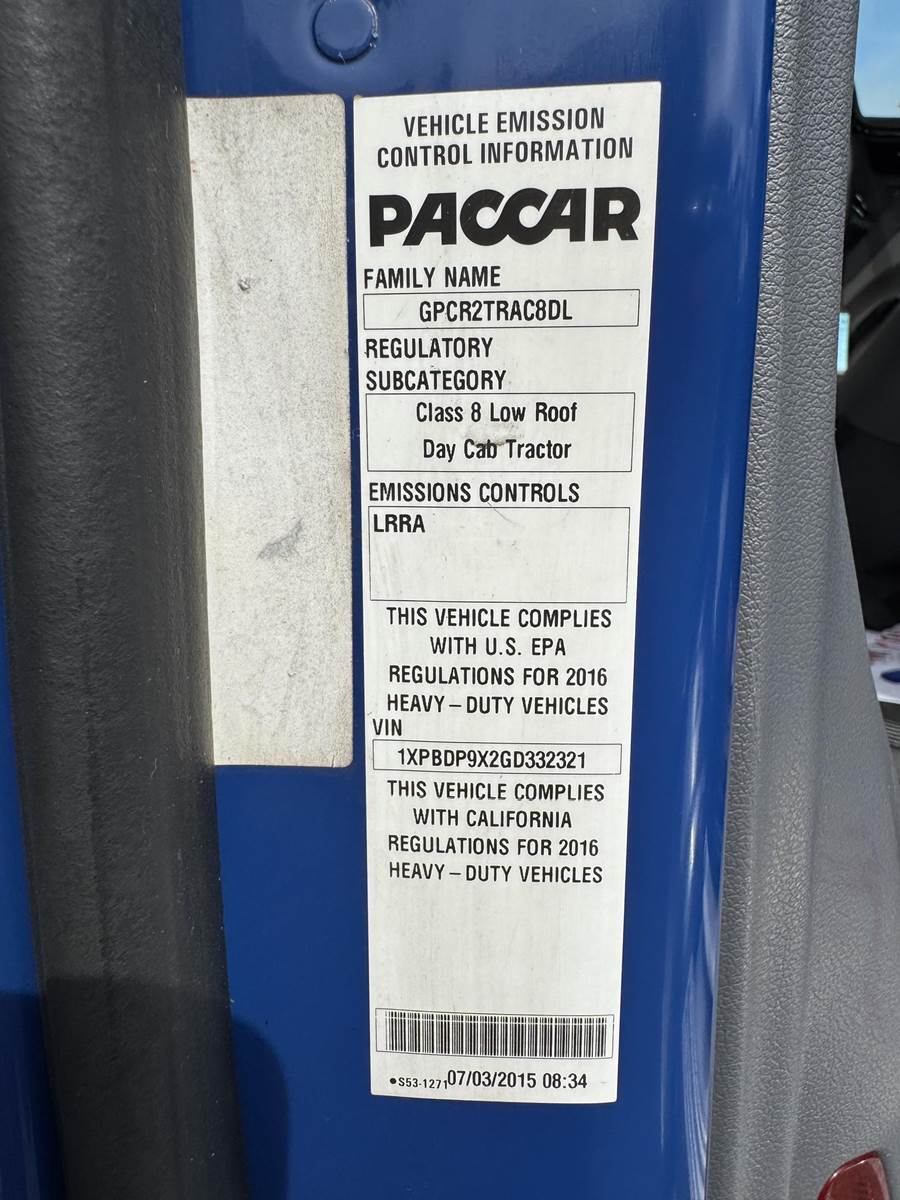 VEHICLE EMISSION
CONTROL INFORMATION
PACCAR
FAMILY NAME
GPCR2TRAC8DL
REGULATORY
SUBCATEGORY
Class 8 Low Roof
Day Cab Tractor
EMISSIONS CONTROLS
LRRA
THIS VEHICLE COMPLIES
WITH U.S. EPA
REGULATIONS FOR 2016
HEAVY – DUTY VEHICLES
VIN
1XPBDP9X2GD332321
THIS VEHICLE COMPLIES
WITH CALIFORNIA
REGULATIONS FOR 2016
HEAVY – DUTY VEHICLES
•S53-1271 07/03/2015 08:34